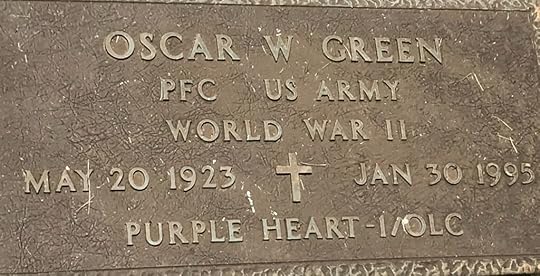 OSCAR W GREEN
PFC US ARMY
WORLD WAR II
MAY 20 1923 JAN 30 1995
PURPLE HEART-1/OLC